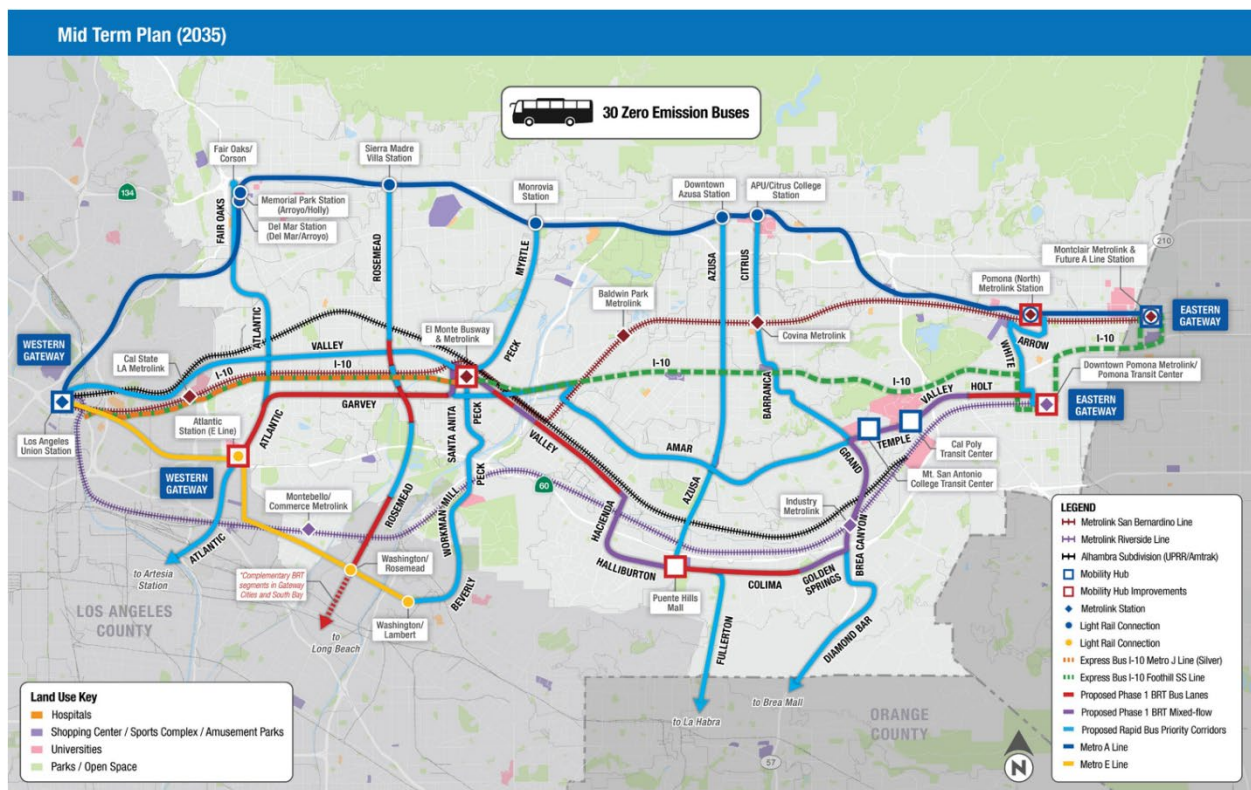 Mid Term Plan (2035)
30 Zero Emission Buses
Fair Oaks/
Corson
Sierra Madre
Villa Station
134
Memorial Park Station
(Arroyo/Holly)
Del Mar Station
(Del Mar/Arroyo)
Monrovia
Station
Downtown
Azusa Station
APU/Citrus College
Station
Montclair Metrolink &
Future A Line Station
210
FAIR OAKS
ROSEMEAD
MYRTLE
AZUSA
CITRUS
Pomona (North)
Metrolink Station
Baldwin Park
Metrolink
WESTERN
GATEWAY
Cal State
LA Metrolink
ATLANTIC
VALLEY
El Monte Busway
& Metrolink
PECK
Covina Metrolink
EASTERN
GATEWAY
ARROW
WHITE
I-10
I-10
I-10
I-10
I-10
Downtown Pomona Metrolink/
Pomona Transit Center
HOLT
VALLEY
EASTERN
GATEWAY
Los Angeles
Union Station
Atlantic
Station (E Line)
ATLANTIC
GARVEY
SANTA ANITA
PECK
VALLEY
BARRANCA
AMAR
GRAND
TEMPLE
Cal Poly
Transit Center
Mt. San Antonio
College Transit Center
WESTERN
GATEWAY
Montebello/
Commerce Metrolink
ROSEMEAD
WORKMAN MILL
PECK
60
HACIENDA
AZUSA
Industry
Metrolink
BREA CANYON
ATLANTIC
to Artesia
Station
Washington/
Rosemead
"Complementary BRT
segments in Gateway
Cities and South Bay
BEVERLY
HALLIBURTON
COLIMA
GOLDEN
SPRINGS
Puente Hills
Mall
LOS ANGELES
COUNTY
to
Long Beach
Washington/
Lambert
FULLERTON
DIAMOND BAR
to La Habra
to Brea Mall
ORANGE
COUNTY
57
N
Land Use Key
Hospitals
Shopping Center / Sports Complex / Amusement Parks
Universities
Parks / Open Space
LEGEND
Metrolink San Bernardino Line
Metrolink Riverside Line
Alhambra Subdivision (UPRR/Amtrak)
Mobility Hub
Mobility Hub Improvements
Metrolink Station
Light Rail Connection
Light Rail Connection
Express Bus I-10 Metro J Line (Silver)
Express Bus I-10 Foothill SS Line
Proposed Phase 1 BRT Bus Lanes
Proposed Phase 1 BRT Mixed-flow
Proposed Rapid Bus Priority Corridors
Metro A Line
Metro E Line